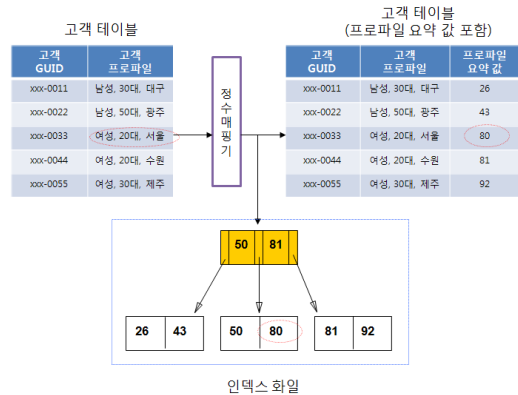 고객 테이블
고객 테이블
(프로파일 요약 값 포함)
고객
GUID
고객
프로파일
xxx-0011
남성, 30대, 대구
xxx-0022
남성, 50대, 광주
xxx-0033
여성, 20대, 서울
xxx-0044
여성, 20대, 수원
xxx-0055
여성, 30대, 제주
정
수
매
핑
기
고객
GUID
고객
프로파일
프로파일
요약 값
xxx-0011
남성, 30대, 대구
26
xxx-0022
남성, 50대, 광주
43
xxx-0033
여성, 20대, 서울
80
xxx-0044
여성, 20대, 수원
81
xxx-0055
여성, 30대, 제주
92
50 81
26 43
50 80
81 92
인덱스 화일